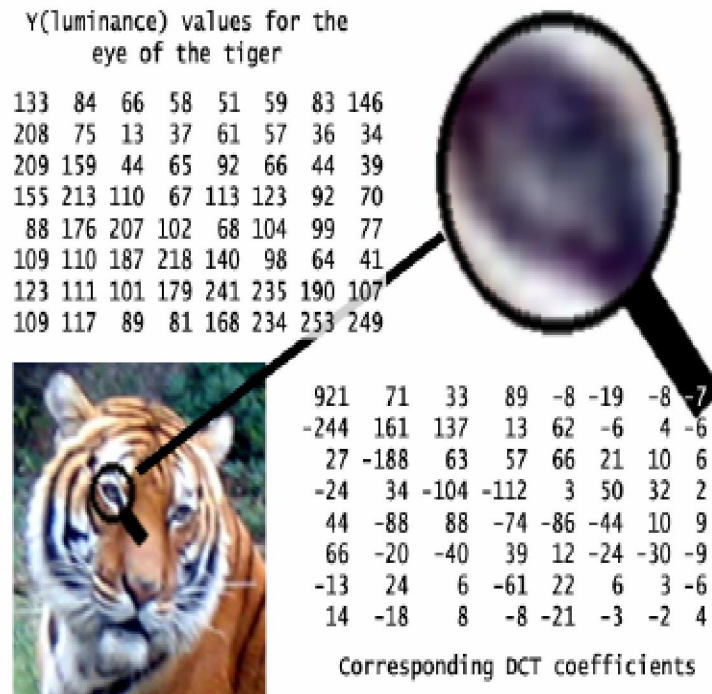 Y(luminance) values for the
eye of the tiger
133 84 66 58 51 59 83 146
208 75 13 37 61 57 36 34
209 159 44 65 92 66 44 39
155 213 110 67 113 123 92 70
88 176 207 102 68 104 99 77
109 110 187 218 140 98 64 41
123 111 101 179 241 235 190 107
109 117 89 81 168 234 253 249
921 71 33 89 -8 -19 -8 -7
-244 161 137 13 62 -6 4 -6
27 -188 63 57 66 21 10 6
-24 34 -104 -112 3 50 32 2
44 -88 88 -74 -86 -44 10 9
66 -20 -40 39 12 -24 -30 -9
-13 24 6 -61 22 6 3 -6
14 -18 8 -8 -21 -3 -2 4
Corresponding DCT coefficients